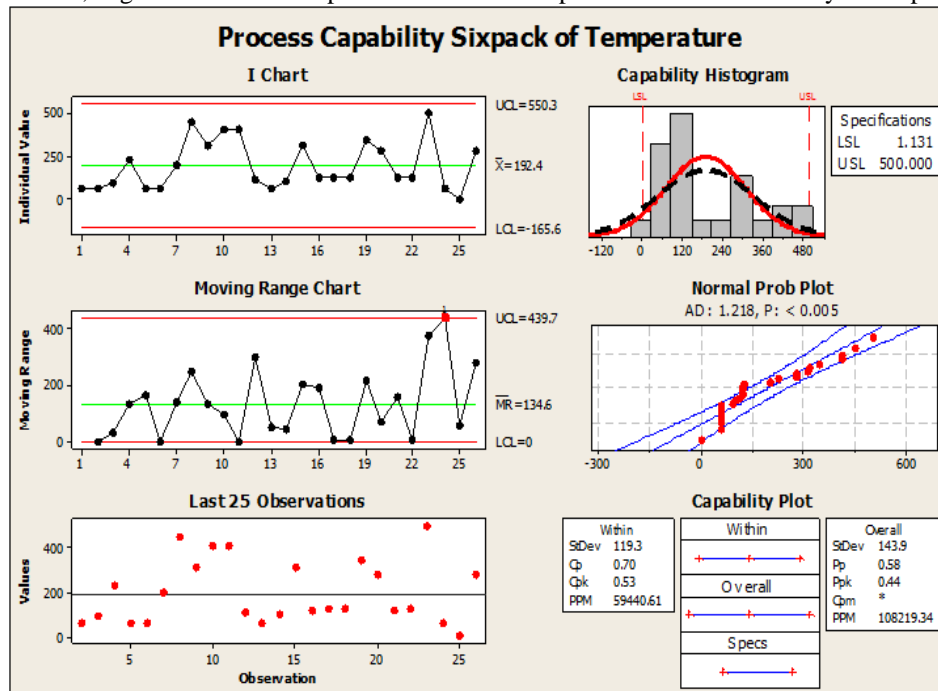 Process Capability Sixpack of Temperature
I Chart
Individual Value
500
250
0
1 4 7 10 13 16 19 22 25
UCL=550.3
X̄=192.4
LCL=-165.6
Capability Histogram
LSL
USL
-120 0 120 240 360 480
Specifications
LSL 1.131
USL 500.000
Moving Range Chart
Moving Range
400
200
0
1
1 4 7 10 13 16 19 22 25
UCL=439.7
M̅R̅=134.6
LCL=0
Normal Prob Plot
AD: 1.218, P: < 0.005
-300 0 300 600
Last 25 Observations
Values
400
200
0
5 10 15 20 25
Observation
Capability Plot
Within
StDev 119.3
Cp 0.70
Cpk 0.53
PPM 59440.61
Within
Overall
Specs
Overall
StDev 143.9
Pp 0.58
Ppk 0.44
Cpm *
PPM 108219.34